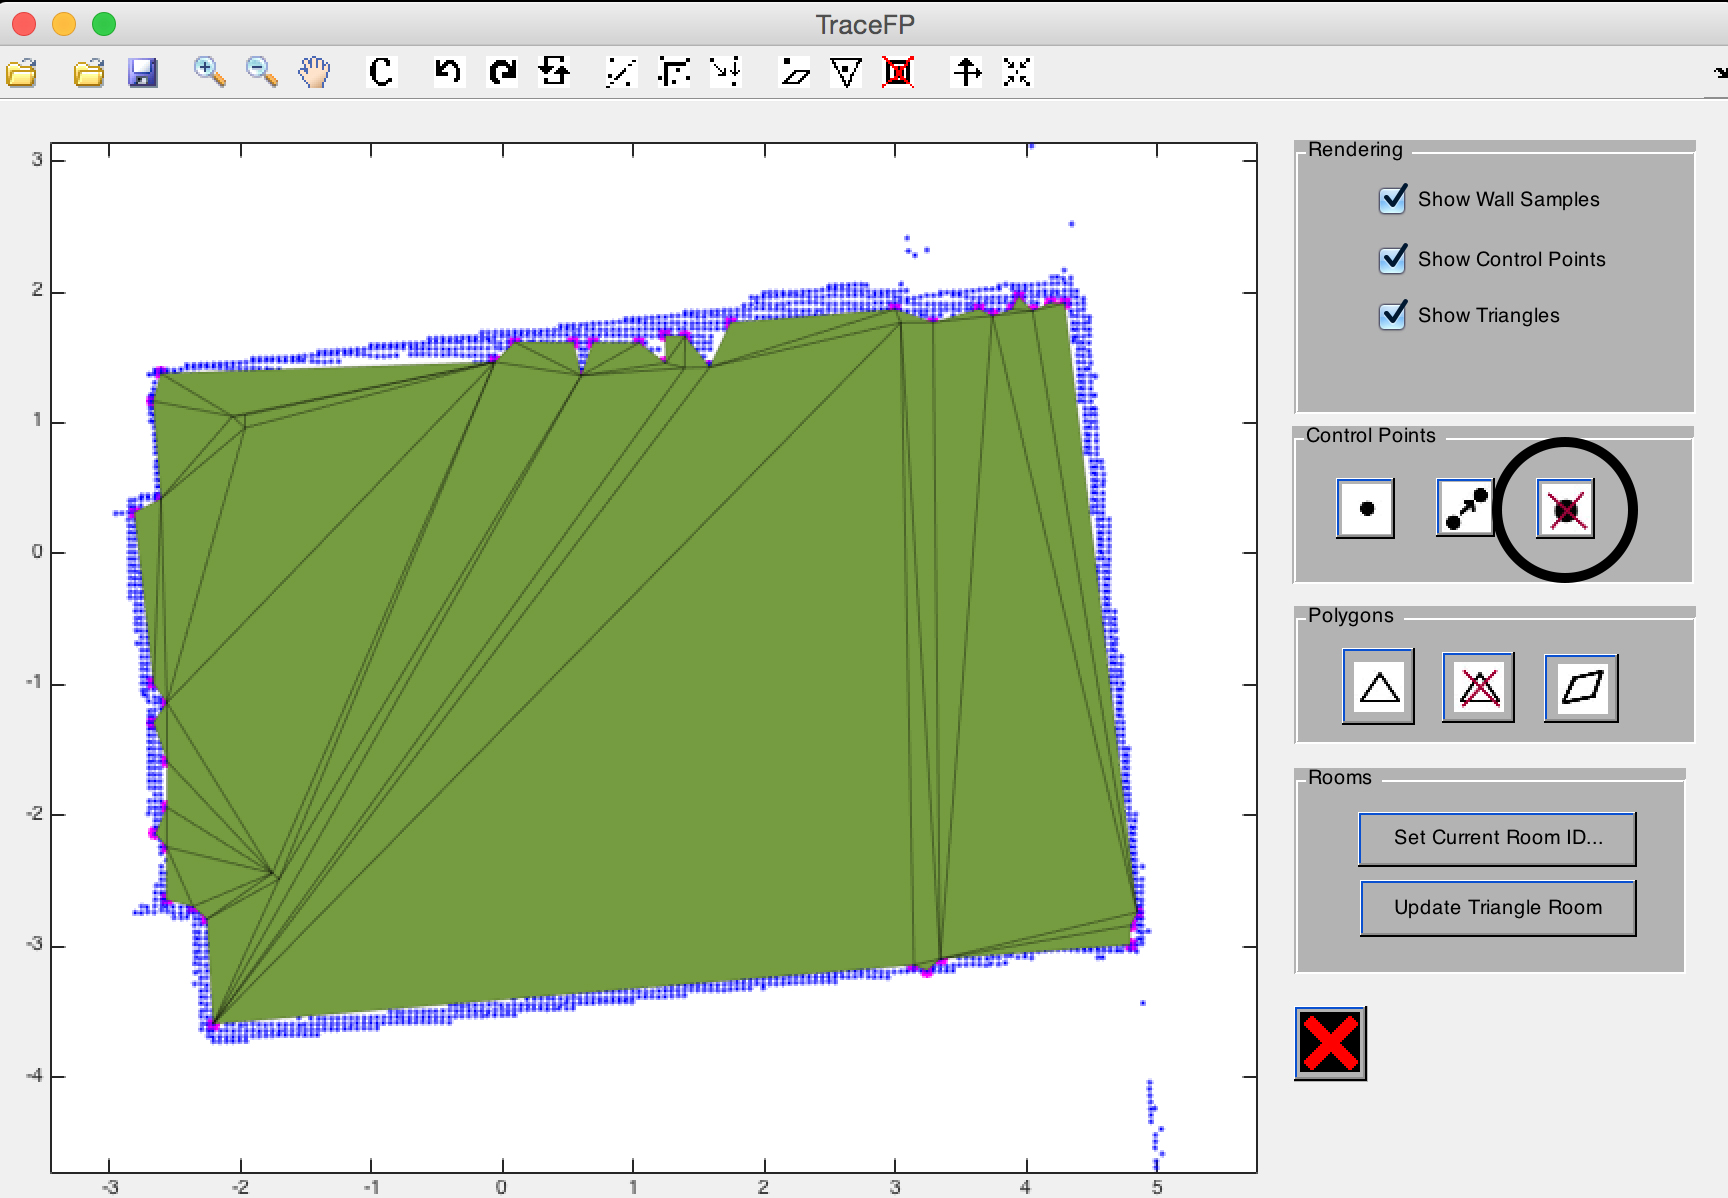 TraceFP
C
3
2
1
0
-1
-2
-3
-4
-3
-2
-1
0
1
2
3
4
5
Rendering
Show Wall Samples
Show Control Points
Show Triangles
Control Points
Polygons
Rooms
Set Current Room ID...
Update Triangle Room